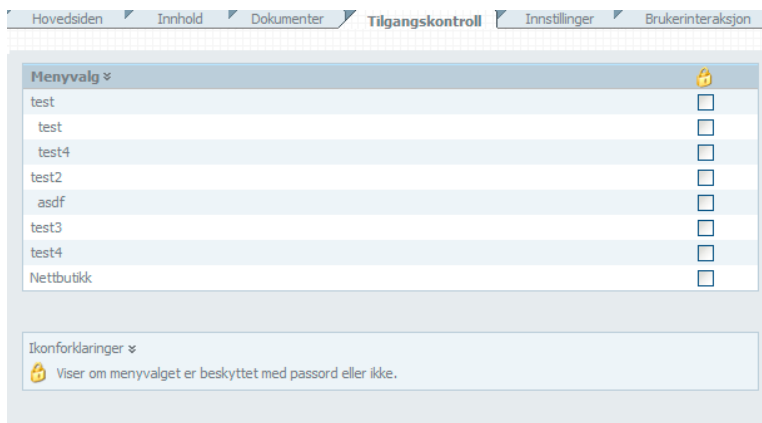 Hovedsiden Innhold Dokumenter Tilgangskontroll Innstillinger Brukerinteraksjon
Menyvalg
test
test
test4
test2
asdf
test3
test4
Nettbutikk
Ikonforklaringer
Viser om menyvalget er beskyttet med passord eller ikke.